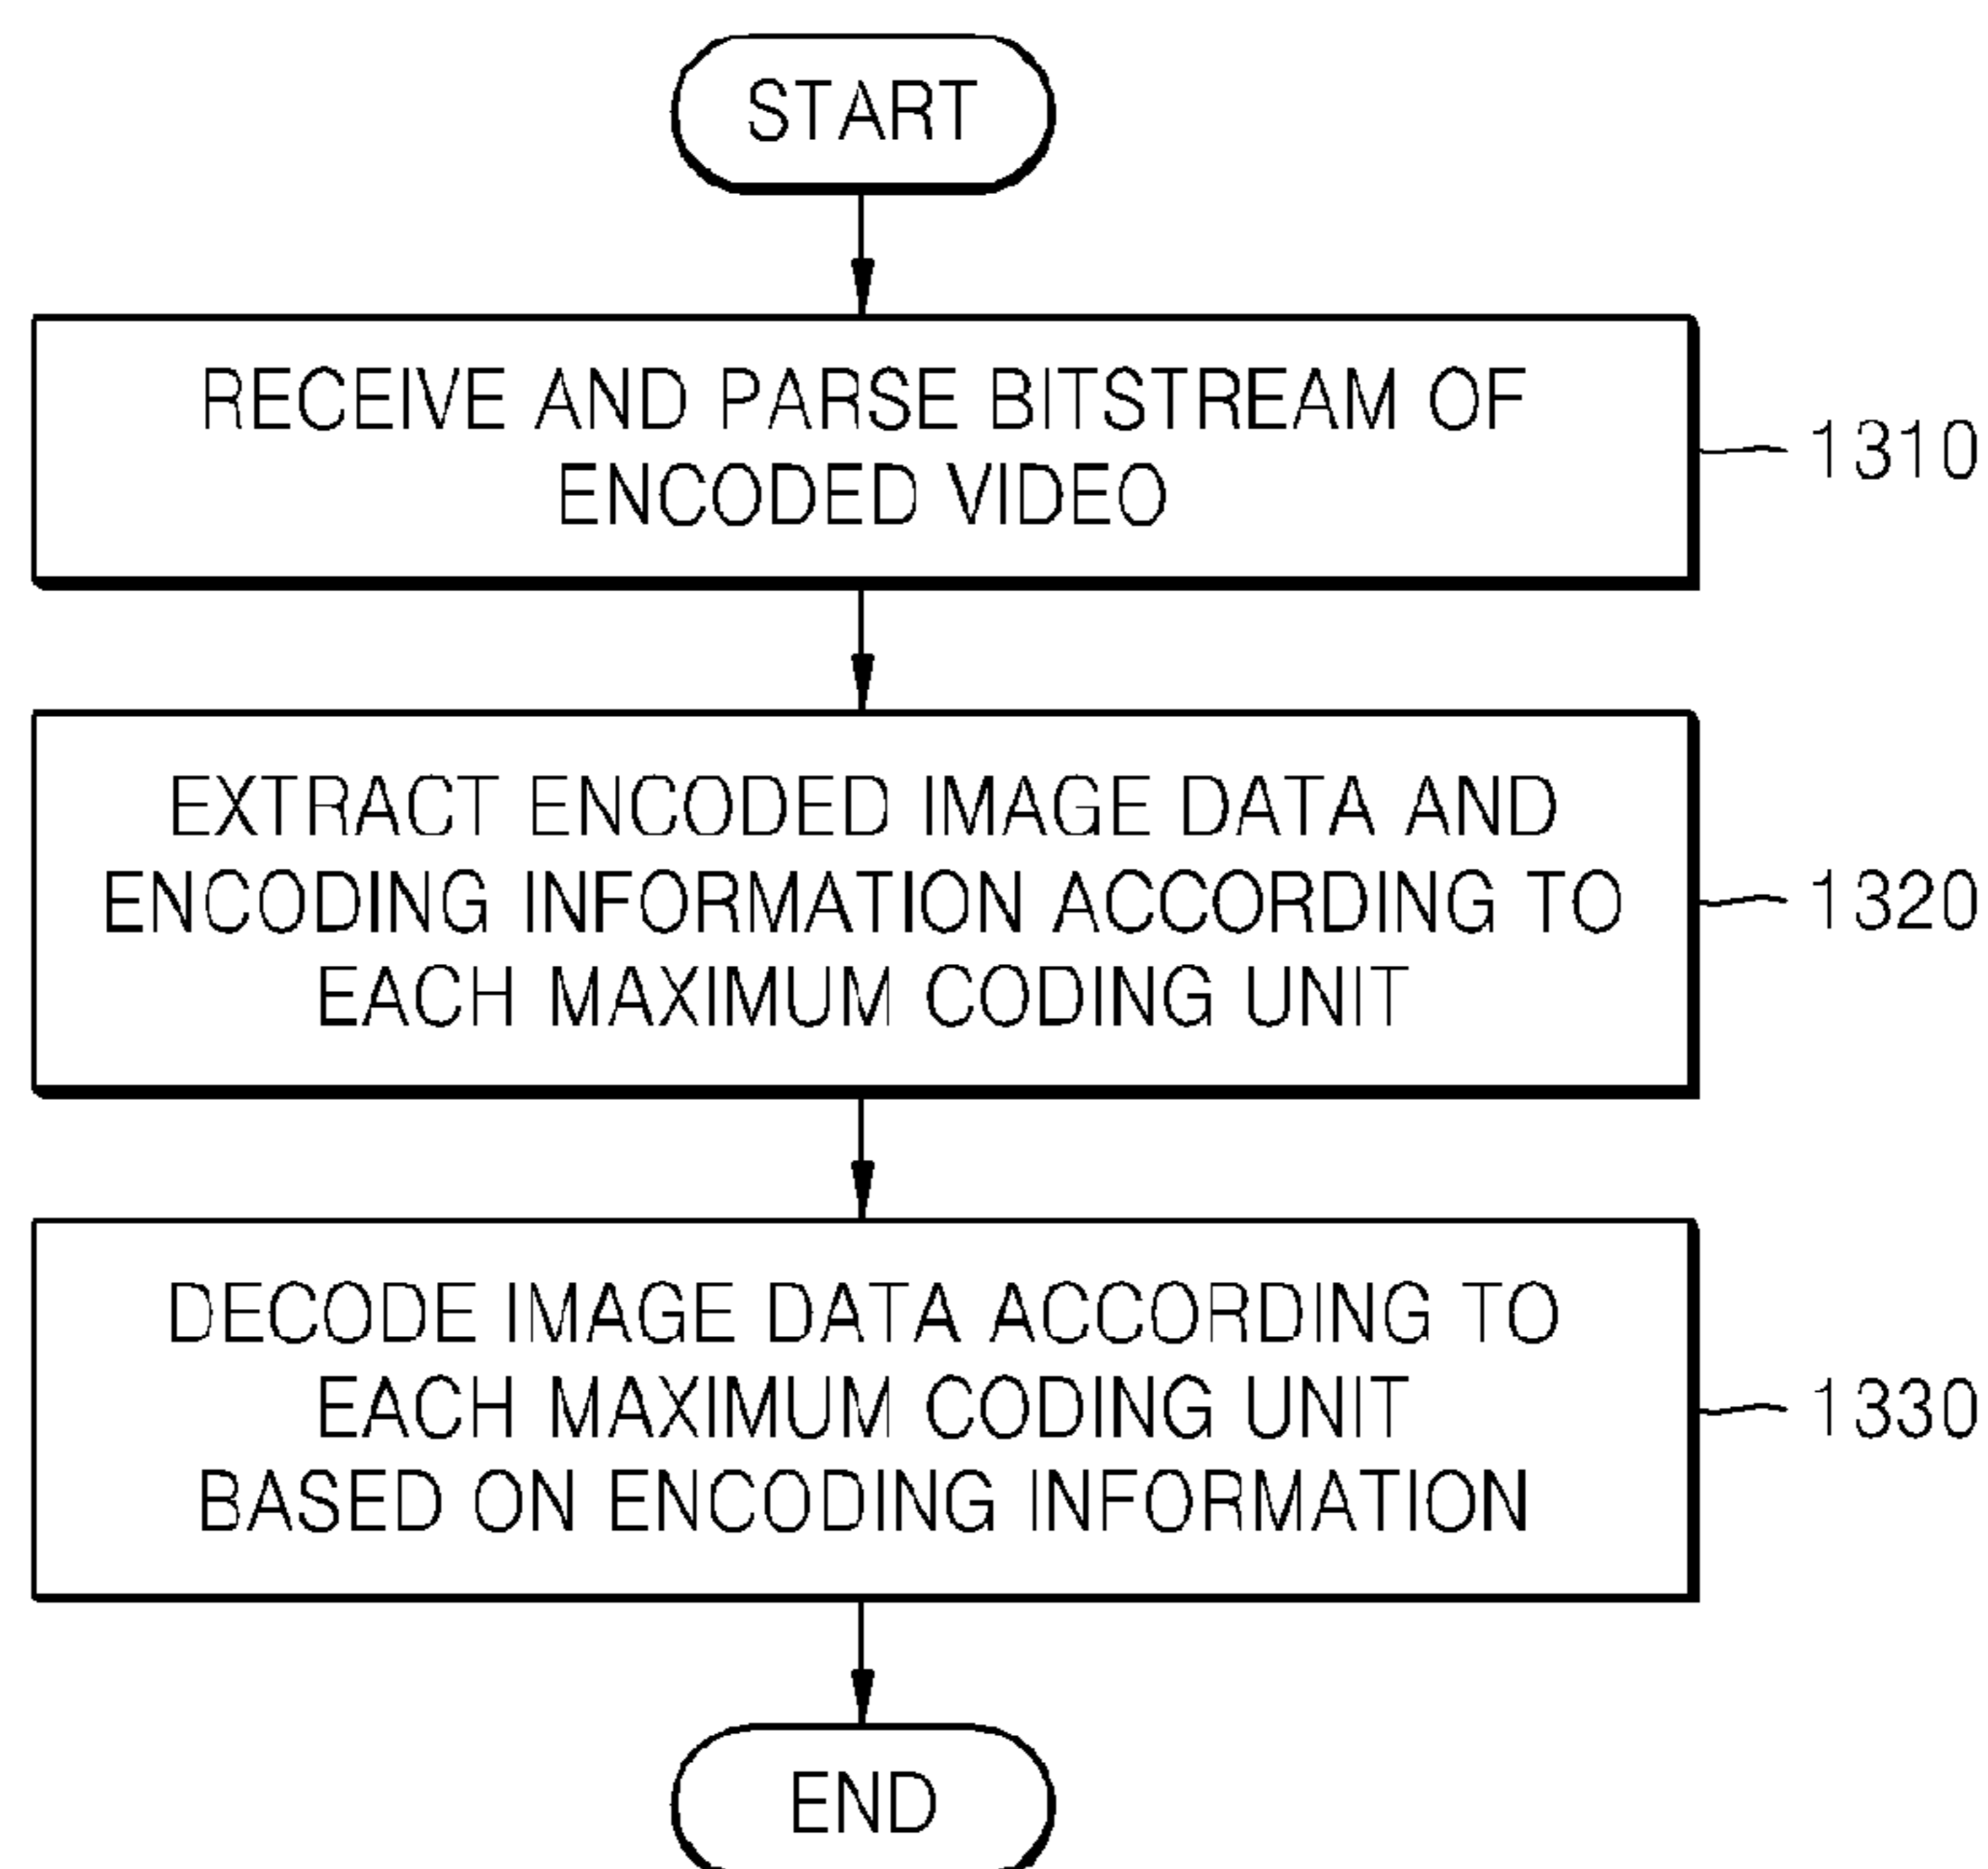 START
RECEIVE AND PARSE BITSTREAM OF
ENCODED VIDEO
1310
EXTRACT ENCODED IMAGE DATA AND
ENCODING INFORMATION ACCORDING TO
EACH MAXIMUM CODING UNIT
1320
DECODE IMAGE DATA ACCORDING TO
EACH MAXIMUM CODING UNIT
BASED ON ENCODING INFORMATION
1330
END